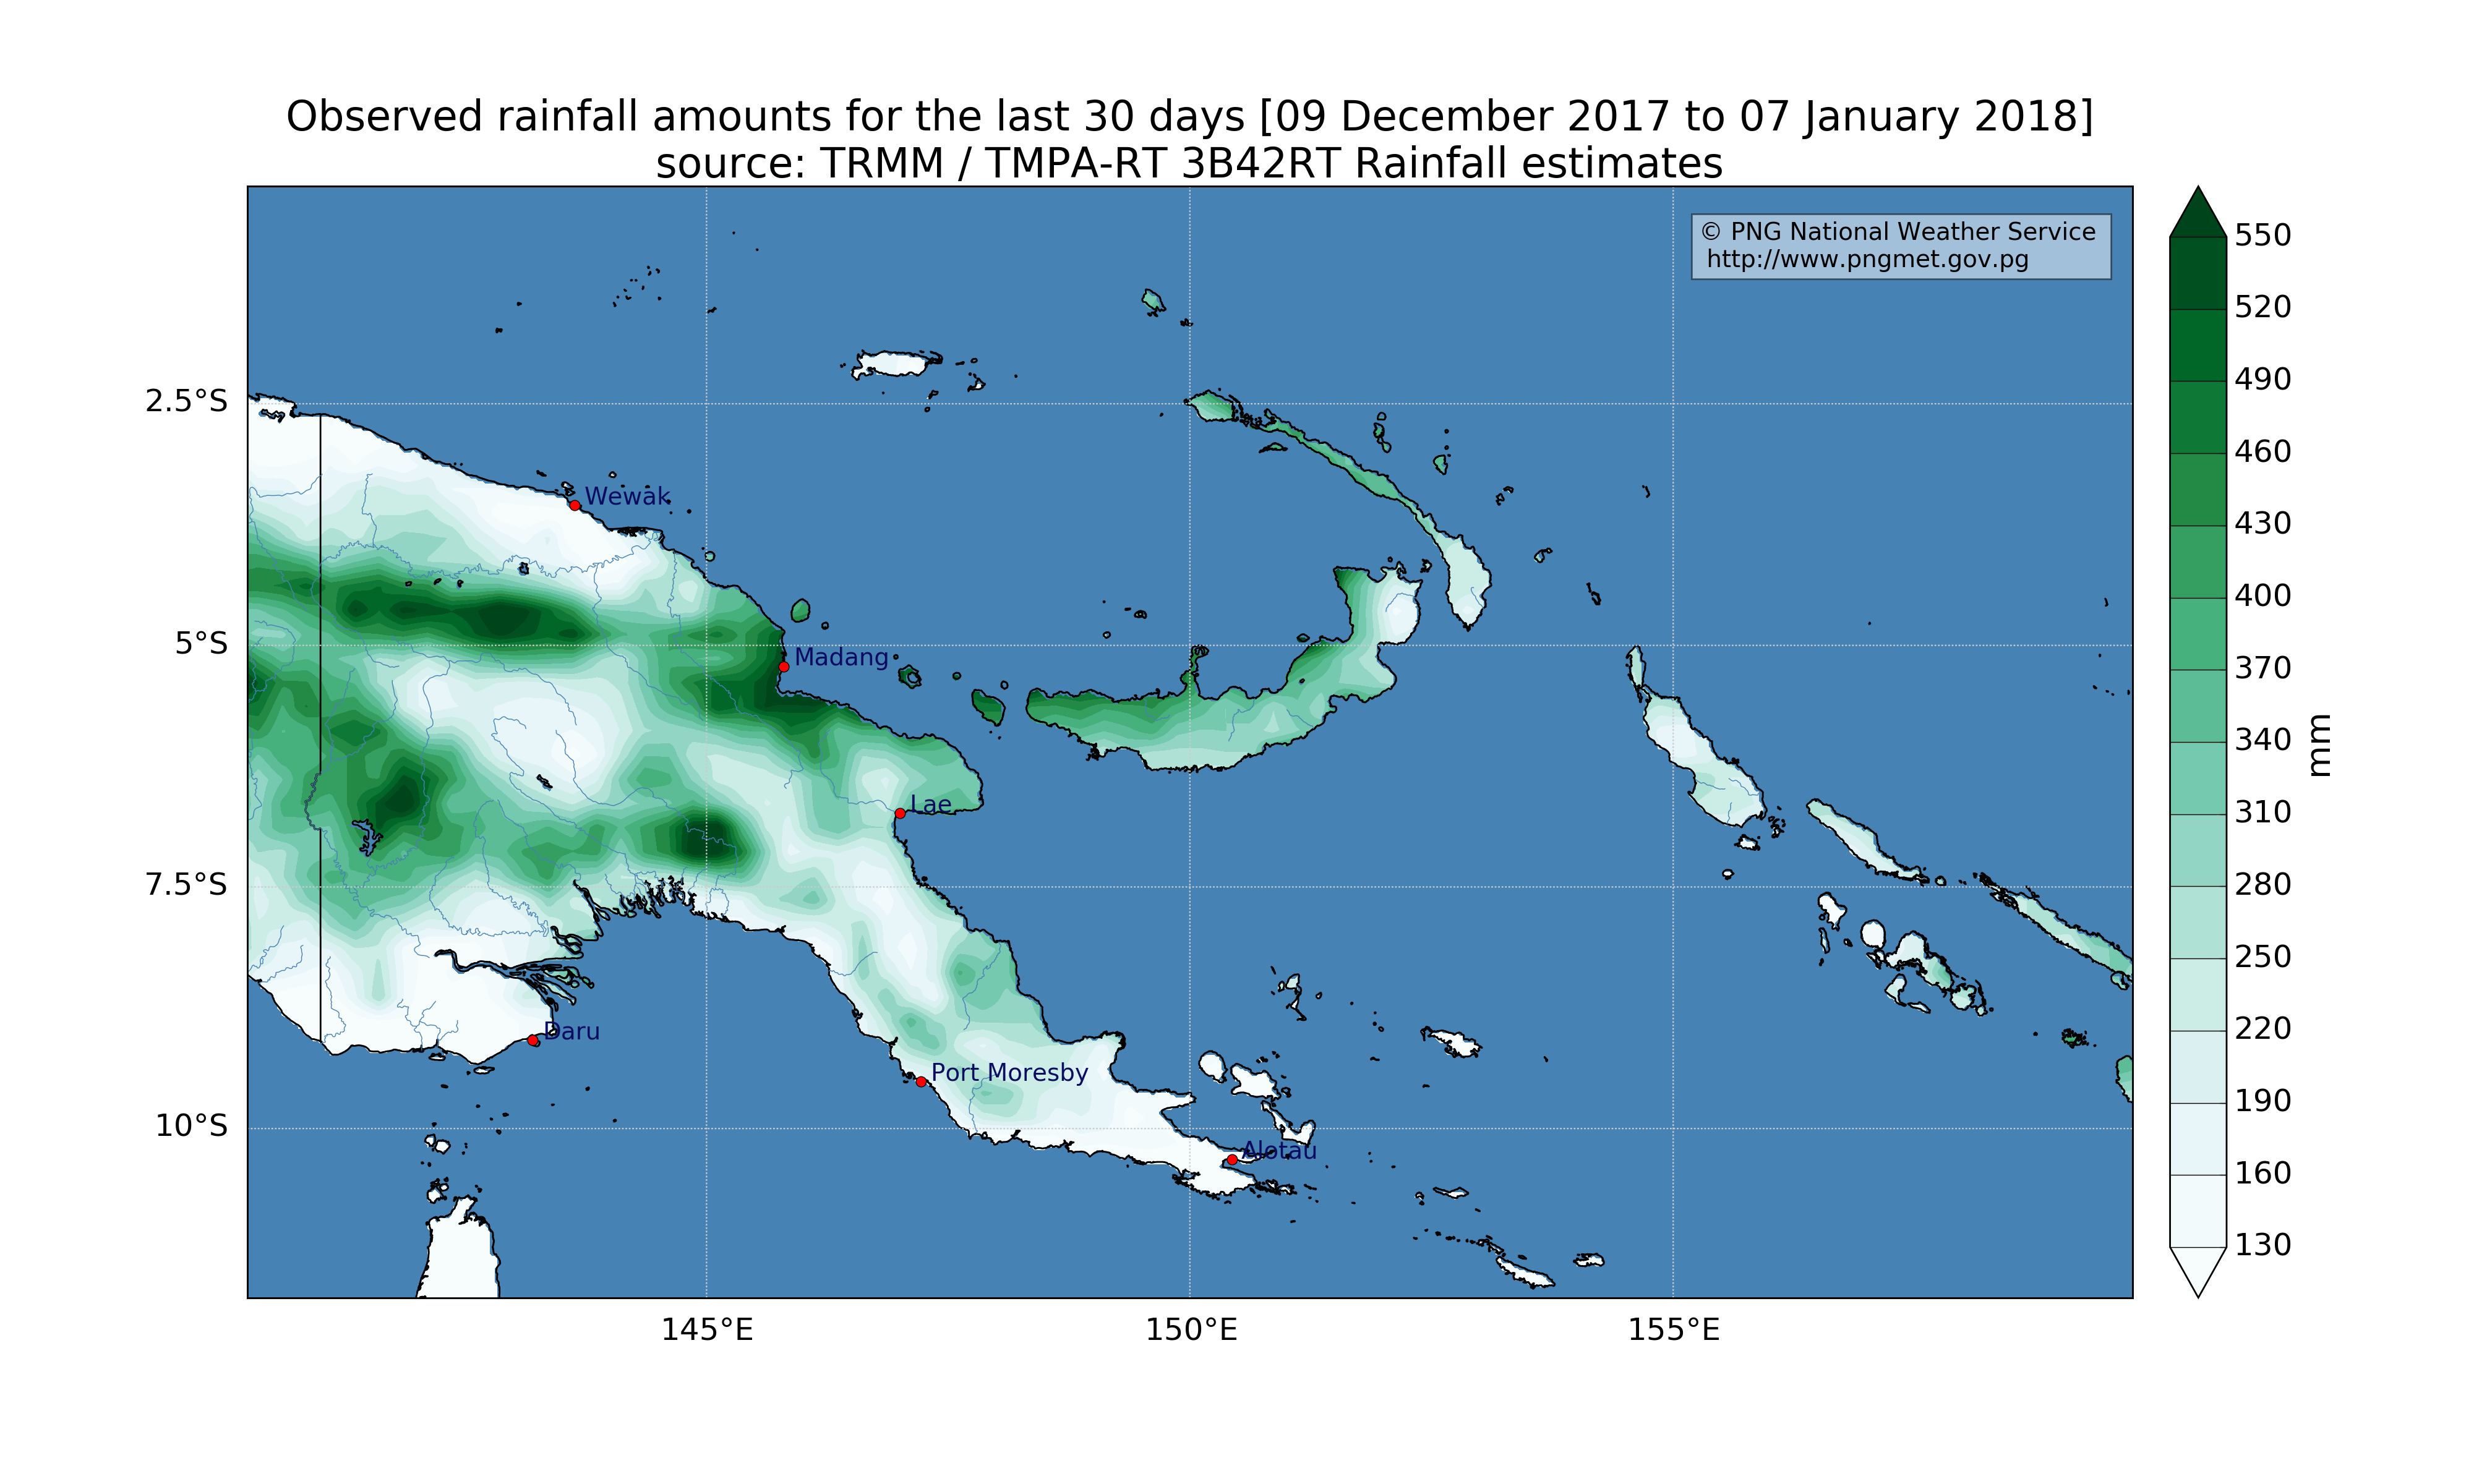 Observed rainfall amounts for the last 30 days [09 December 2017 to 07 January 2018]
source: TRMM / TMPA-RT 3B42RT Rainfall estimates
© PNG National Weather Service
http://www.pngmet.gov.pg
2.5°S
5°S
7.5°S
10°S
Wewak
Madang
Lae
Daru
Port Moresby
Alotau
145°E
150°E
155°E
550
520
490
460
430
400
370
340
310
280
250
220
190
160
130
mm